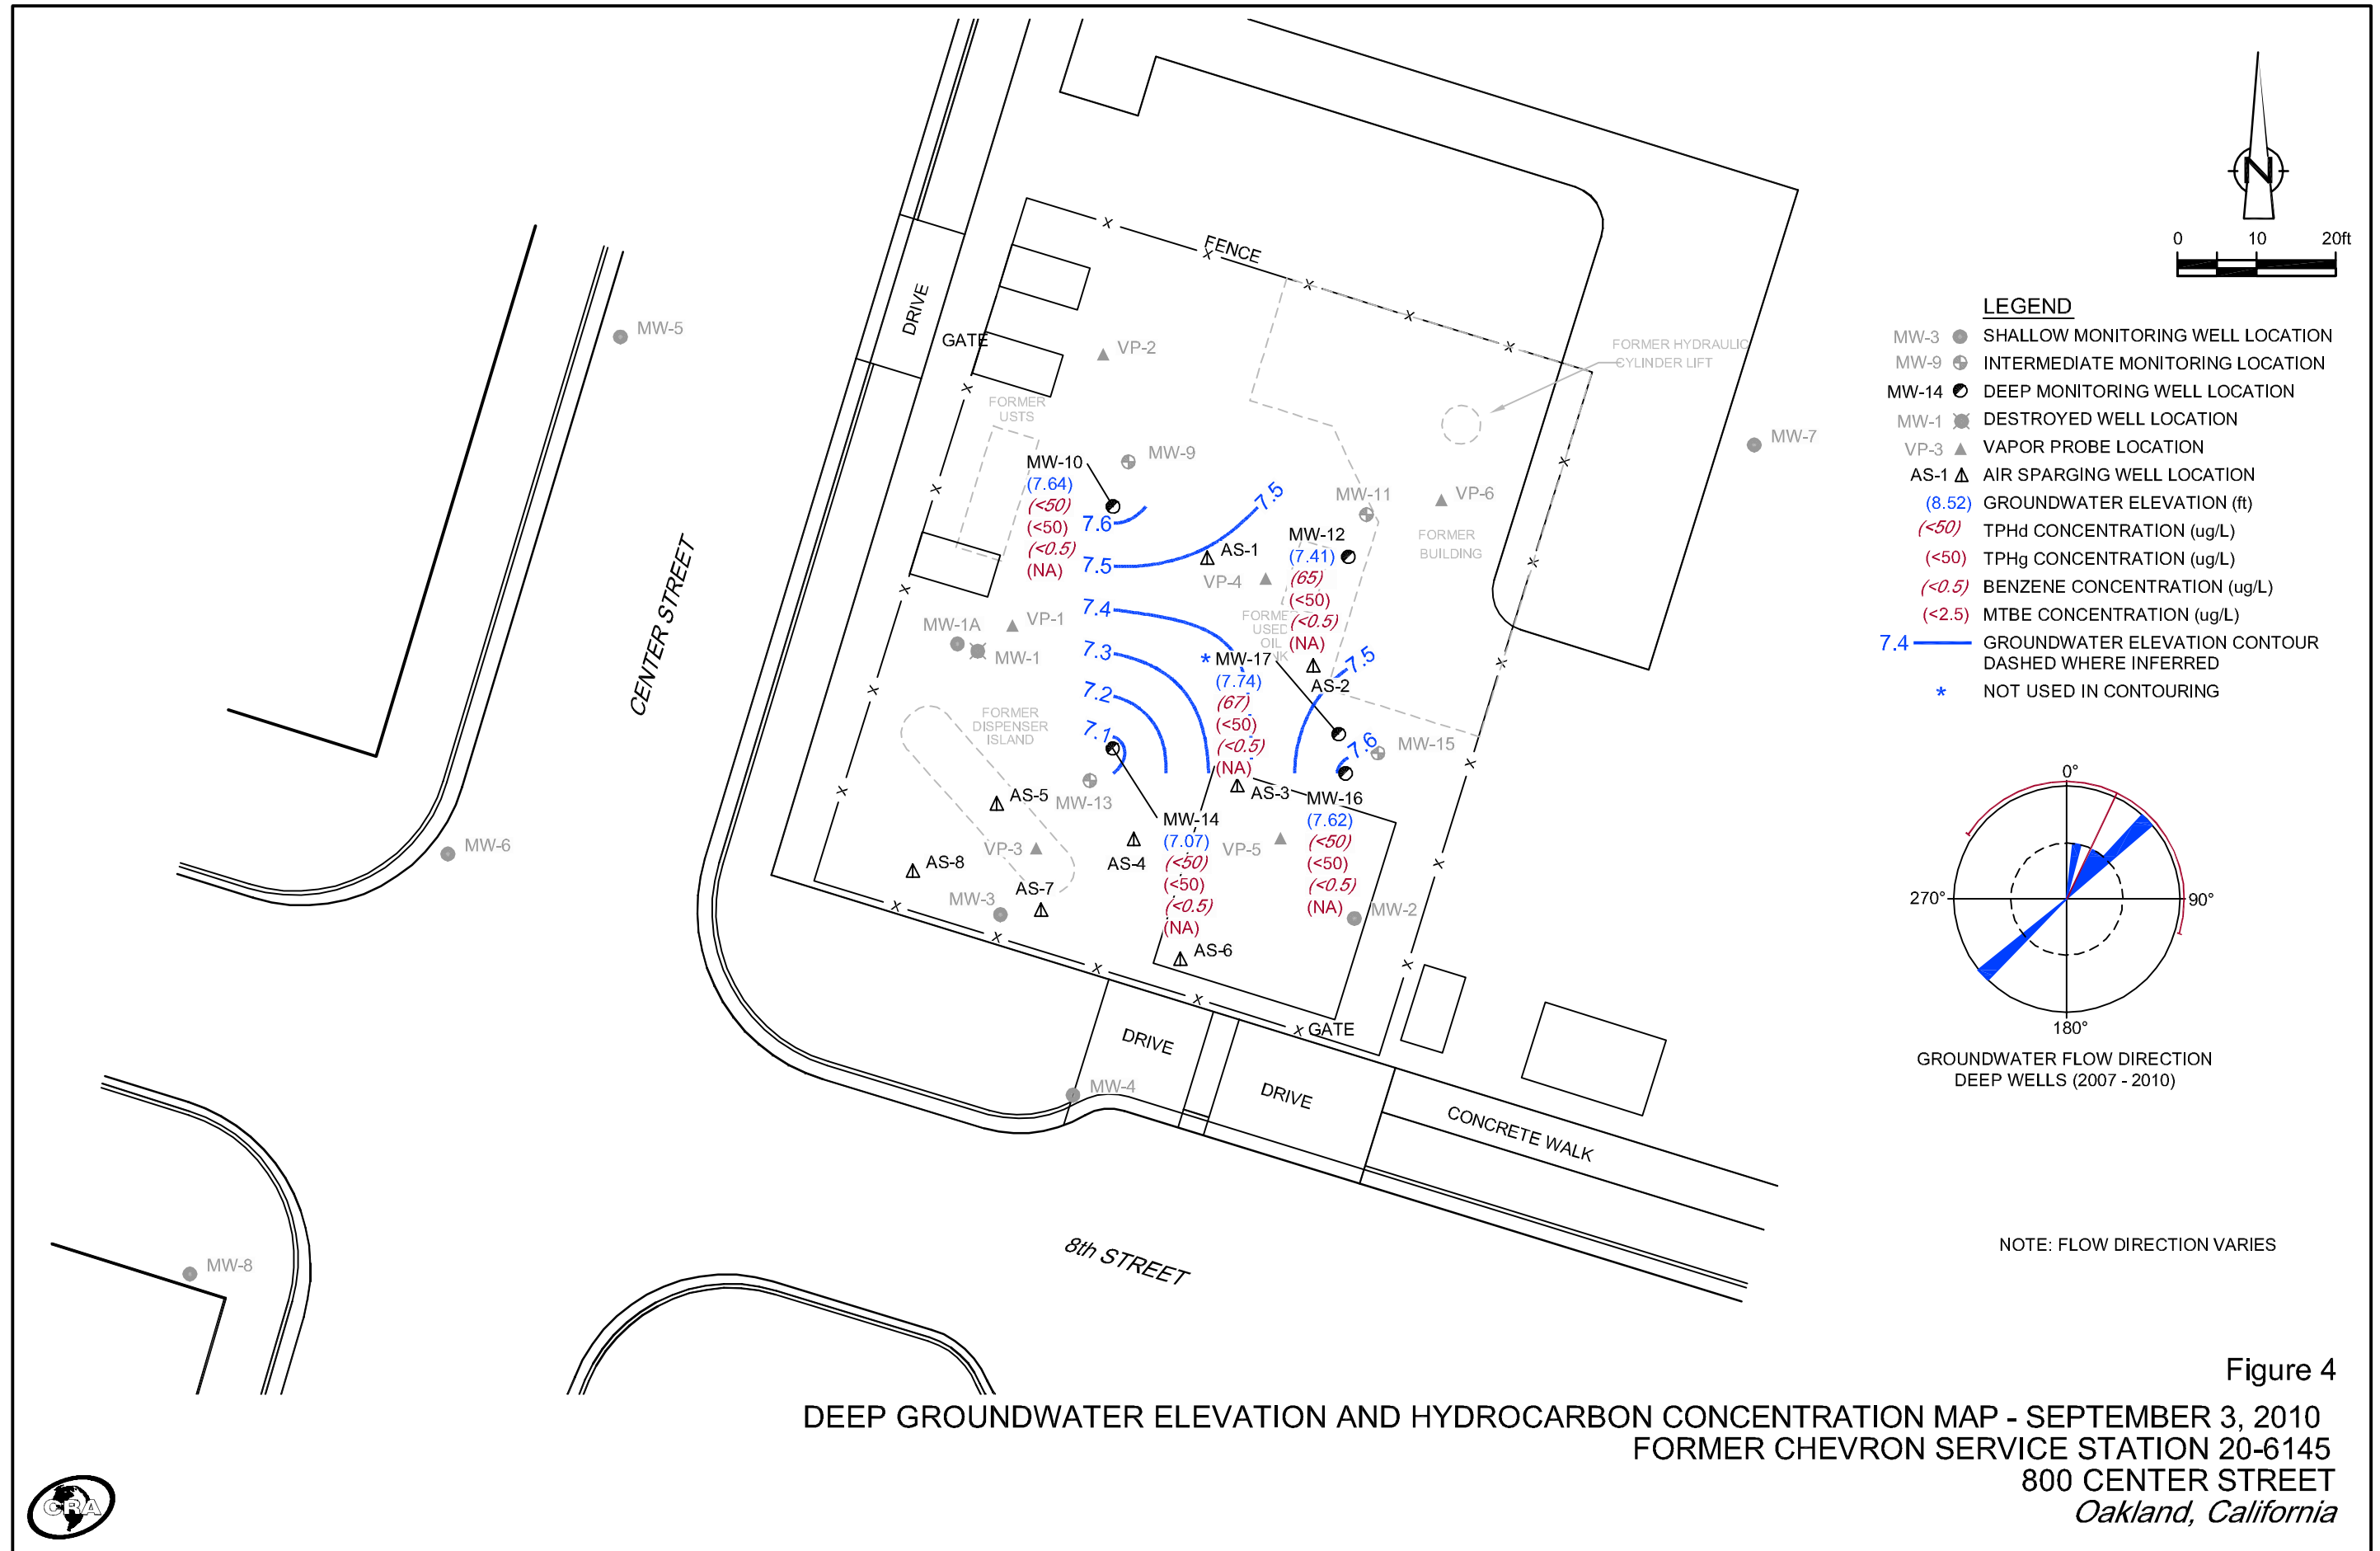 N
0 10 20ft
LEGEND
MW-3 SHALLOW MONITORING WELL LOCATION
MW-9 INTERMEDIATE MONITORING LOCATION
MW-14 DEEP MONITORING WELL LOCATION
MW-1 DESTROYED WELL LOCATION
VP-3 VAPOR PROBE LOCATION
AS-1 AIR SPARGING WELL LOCATION
(8.52) GROUNDWATER ELEVATION (ft)
(<50) TPHd CONCENTRATION (ug/L)
(<50) TPHg CONCENTRATION (ug/L)
(<0.5) BENZENE CONCENTRATION (ug/L)
(<2.5) MTBE CONCENTRATION (ug/L)
7.4 GROUNDWATER ELEVATION CONTOUR
DASHED WHERE INFERRED
* NOT USED IN CONTOURING
FENCE
DRIVE
GATE
MW-5
VP-2
FORMER HYDRAULIC
CYLINDER LIFT
FORMER
USTS
MW-7
MW-9
MW-10
(7.64)
(<50)
(<50)
(<0.5)
(NA)
7.6
7.5
7.5
7.4
7.3
7.2
7.1
MW-11
VP-6
FORMER
BUILDING
AS-1
VP-4
MW-12
(7.41)
(65)
(<50)
(<0.5)
(NA)
FORMER
USED
OIL
CENTER STREET
MW-1A
VP-1
MW-1
* MW-17
(7.74)
(67)
(<50)
(<0.5)
(NA)
AS-2
7.5
7.6
MW-15
FORMER
DISPENSER
ISLAND
AS-5
MW-13
AS-3
MW-16
(7.62)
(<50)
(<50)
(<0.5)
(NA)
MW-14
(7.07)
(<50)
(<50)
(<0.5)
(NA)
VP-5
MW-6
AS-4
VP-3
AS-8
AS-7
MW-3
MW-2
AS-6
GATE
DRIVE
DRIVE
MW-4
CONCRETE WALK
MW-8
8th STREET
0°
270°
90°
180°
GROUNDWATER FLOW DIRECTION
DEEP WELLS (2007 - 2010)
NOTE: FLOW DIRECTION VARIES
Figure 4
DEEP GROUNDWATER ELEVATION AND HYDROCARBON CONCENTRATION MAP - SEPTEMBER 3, 2010
FORMER CHEVRON SERVICE STATION 20-6145
800 CENTER STREET
Oakland, California
CRA